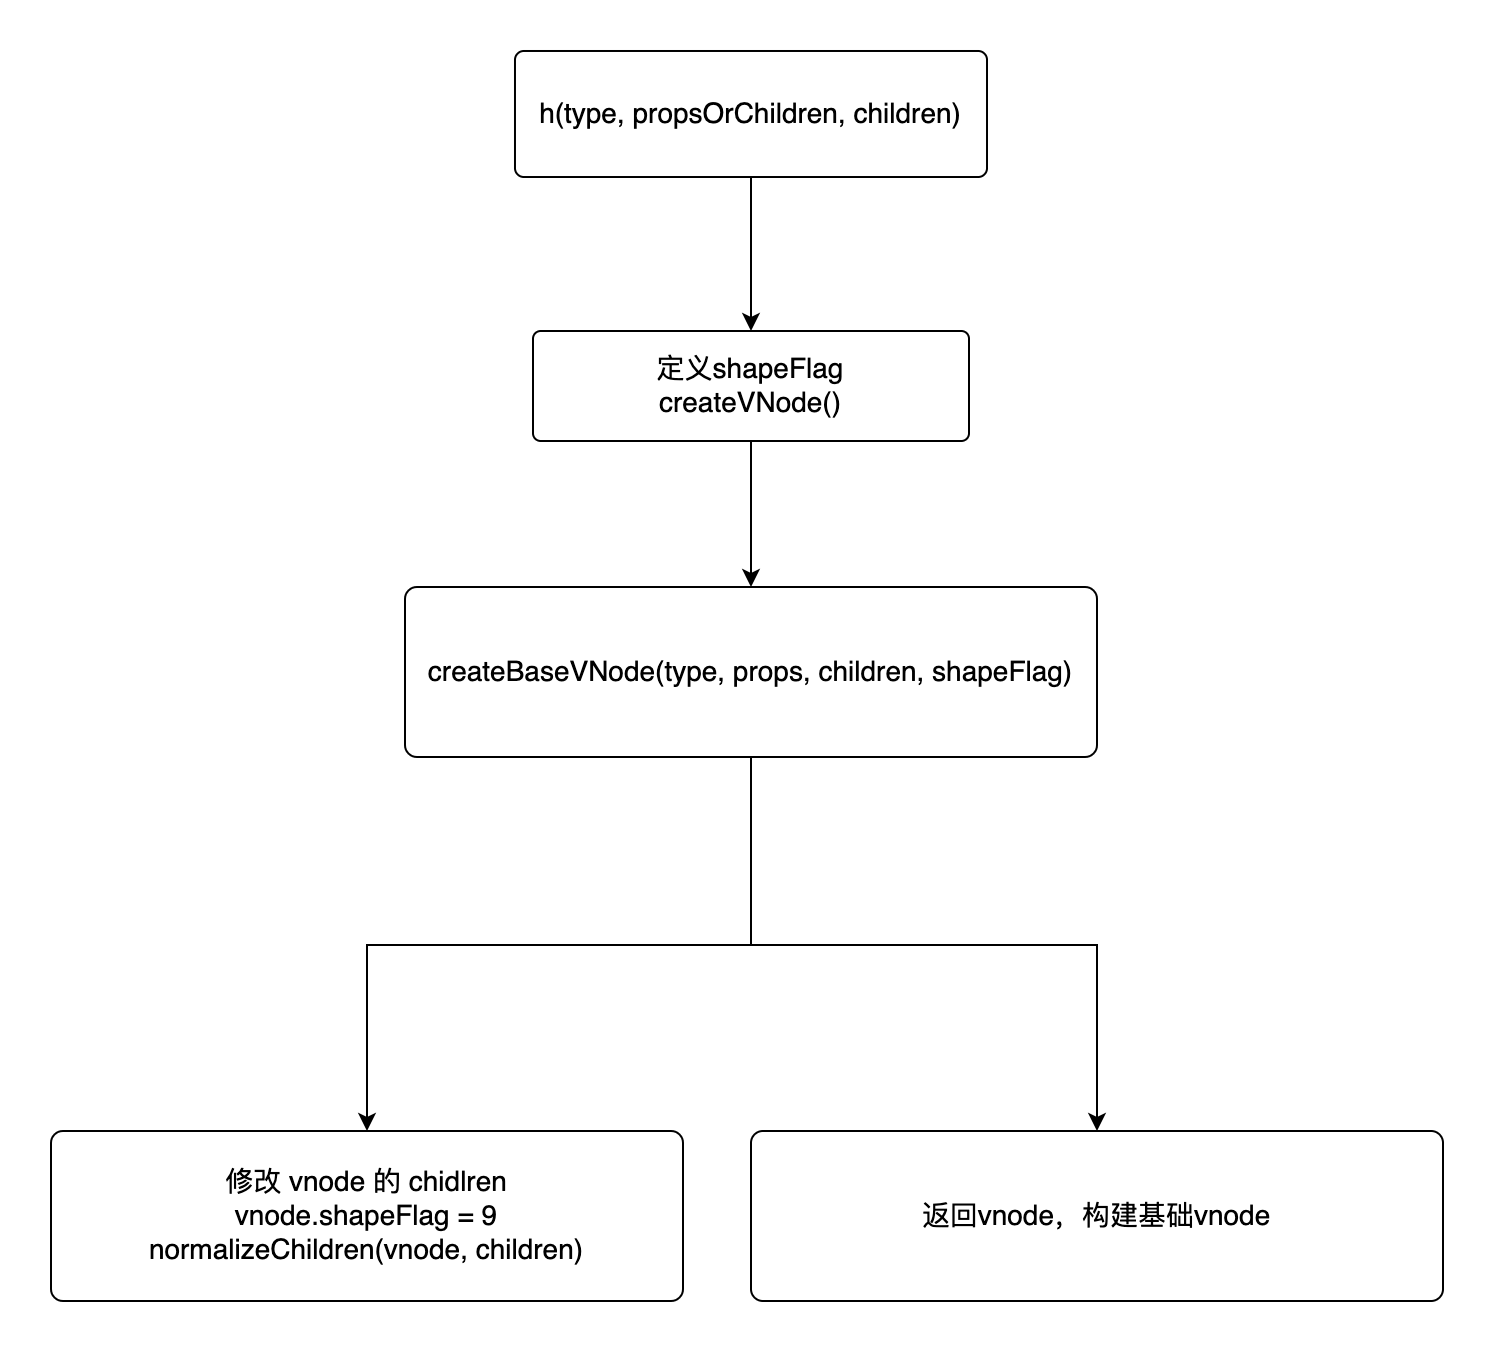 h(type, propsOrChildren, children)
定义shapeFlag
createVNode()
createBaseVNode(type, props, children, shapeFlag)
修改 vnode 的 chidlren
vnode.shapeFlag = 9
normalizeChildren(vnode, children)
返回vnode，构建基础vnode